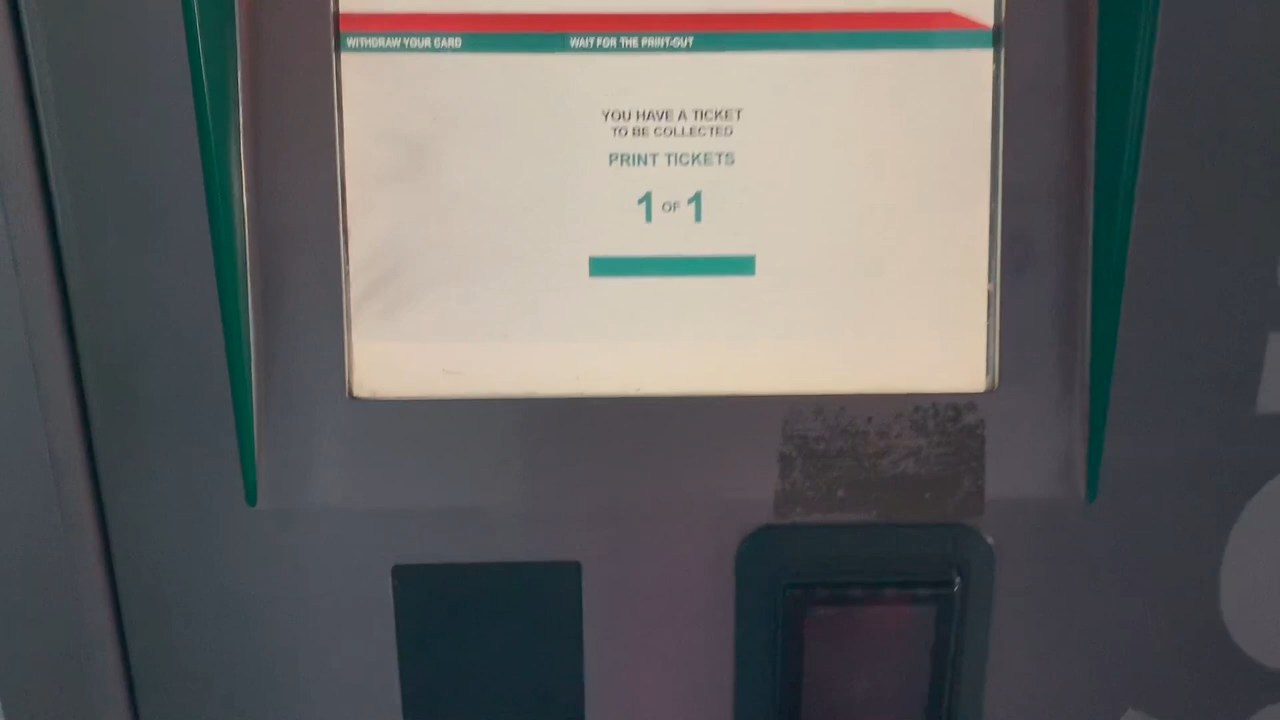 WITHDRAW YOUR CARD
WAIT FOR THE PRINT-OUT
YOU HAVE A TICKET
TO BE COLLECTED
PRINT TICKETS
1 OF 1